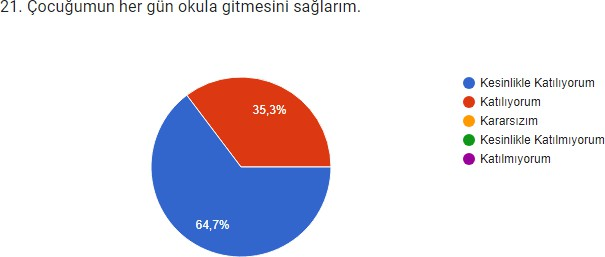 21. Çocuğumun her gün okula gitmesini sağlarım.
35,3%
64,7%
Kesinlikle Katılıyorum
Katılıyorum
Kararsızım
Kesinlikle Katılmıyorum
Katılmıyorum